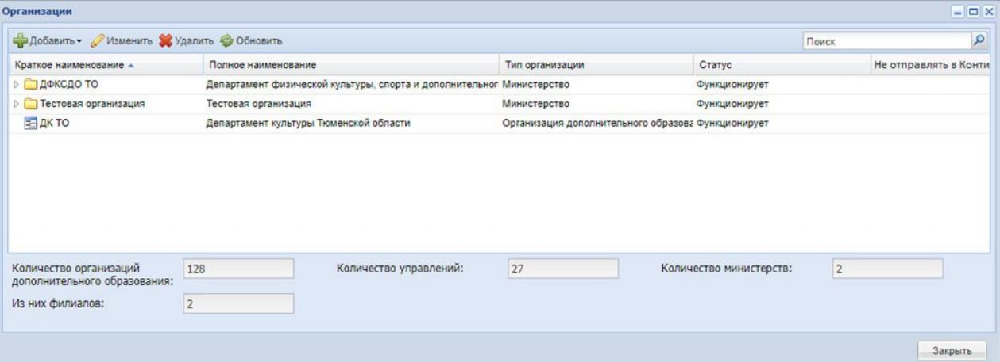 Организации
Добавить Изменить Удалить Обновить Поиск
Краткое наименование Полное наименование Тип организации Статус Не отправлять в Конти
ДФКСДО ТО Департамент физической культуры, спорта и дополнительног Министерство Функционирует
Тестовая организация Тестовая организация Министерство Функционирует
ДК ТО Департамент культуры Тюменской области Организация дополнительного образова Функционирует
Количество организаций дополнительного образования: 128 Количество управлений: 27 Количество министерств: 2
Из них филиалов: 2
Закрыть